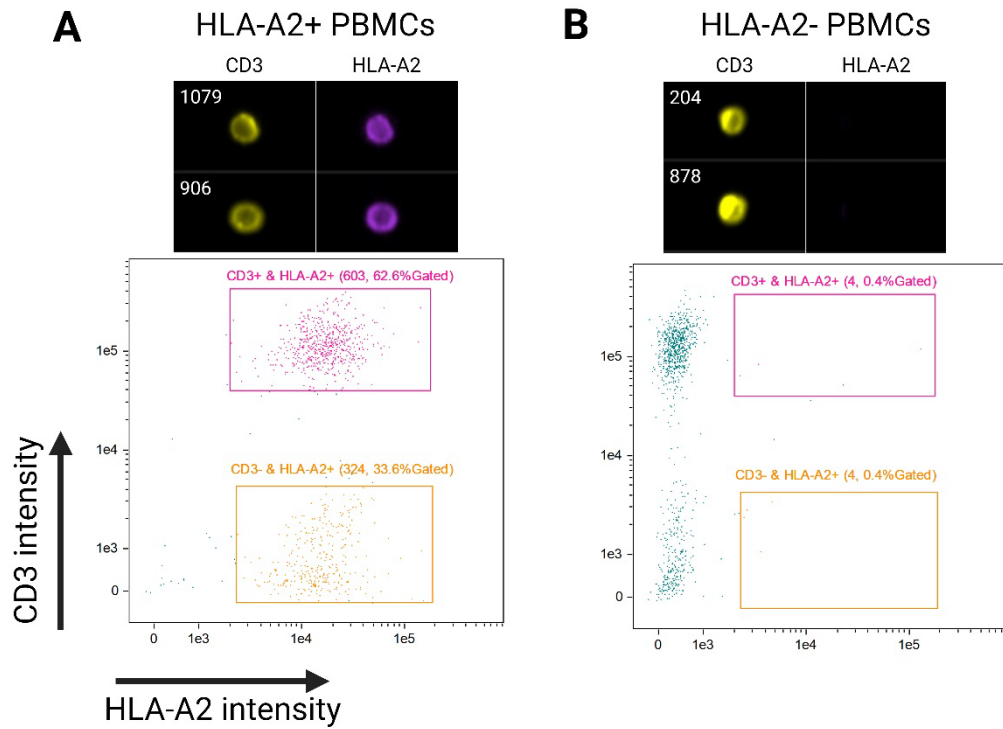 A
HLA-A2+ PBMCs
CD3 HLA-A2
1079
906
CD3+ & HLA-A2+ (603, 62.6%Gated)
1e5
1e4
CD3- & HLA-A2+ (324, 33.6%Gated)
1e3
0
0 1e3 1e4 1e5
CD3 intensity
HLA-A2 intensity
B
HLA-A2- PBMCs
CD3 HLA-A2
204
878
CD3+ & HLA-A2+ (4, 0.4%Gated)
1e5
1e4
CD3- & HLA-A2+ (4, 0.4%Gated)
1e3
0
0 1e3 1e4 1e5